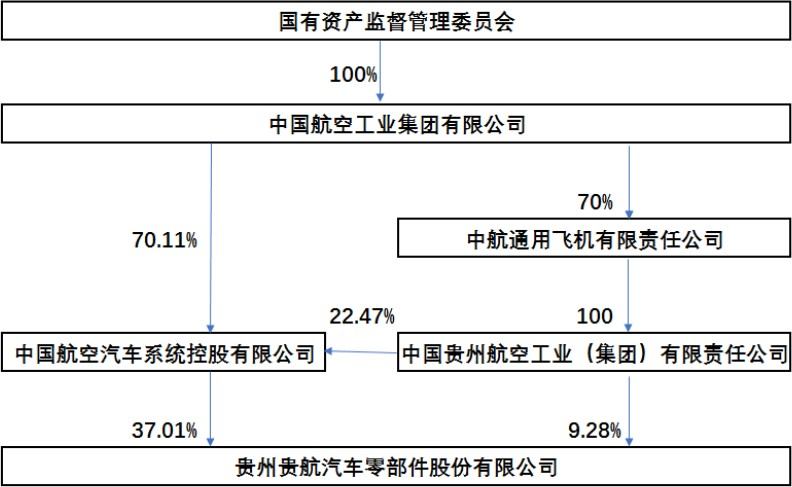 国有资产监督管理委员会
100%
中国航空工业集团有限公司
70%
中航通用飞机有限责任公司
70.11%
22.47%
100
中国航空汽车系统控股有限公司
中国贵州航空工业（集团）有限责任公司
37.01%
9.28%
贵州贵航汽车零部件股份有限公司